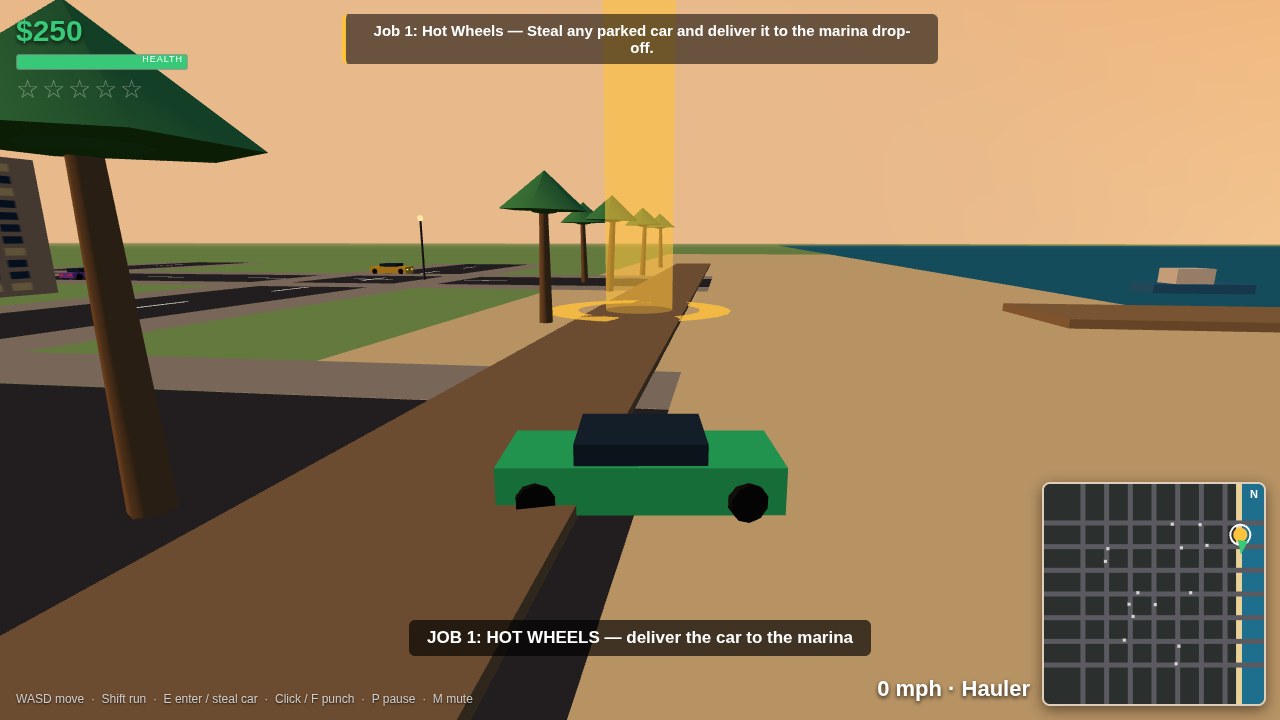 $250
HEALTH
Job 1: Hot Wheels — Steal any parked car and deliver it to the marina drop-
off.
N
JOB 1: HOT WHEELS — deliver the car to the marina
0 mph · Hauler
WASD move · Shift run · E enter / steal car · Click / F punch · P pause · M mute